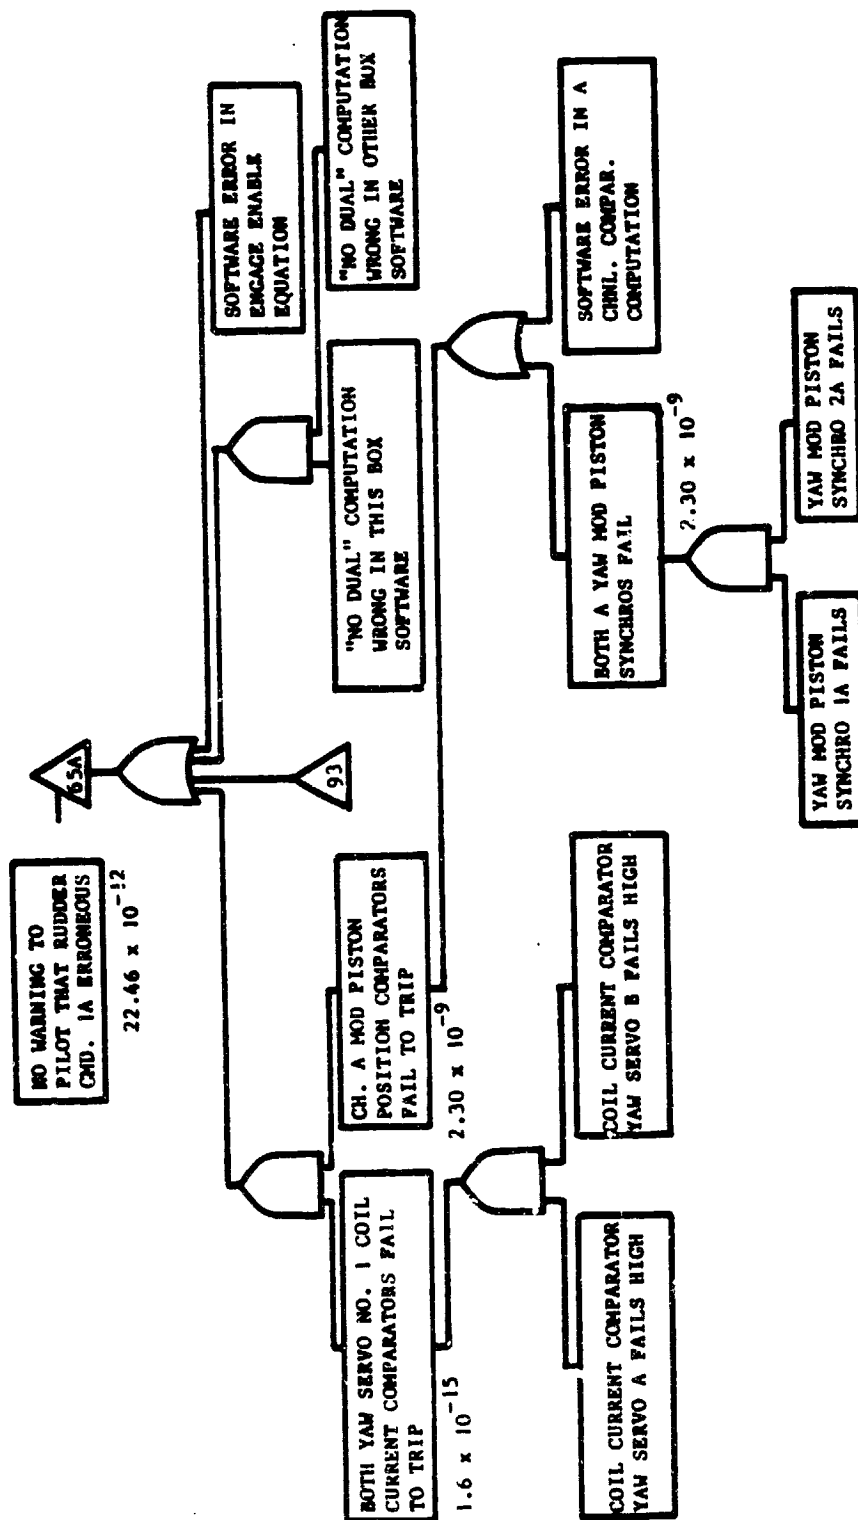 NO WARNING TO
PILOT THAT RUDDER
CMD. 1A ERRONEOUS
22.46 x 10^-12
65A
93
SOFTWARE ERROR IN
ENGAGE ENABLE
EQUATION
BOTH YAW SERVO NO. 1 COIL
CURRENT COMPARATORS FAIL
TO TRIP
1.6 x 10^-15
CH. A MOD PISTON
POSITION COMPARATORS
FAIL TO TRIP
2.30 x 10^-9
"NO DUAL" COMPUTATION
WRONG IN THIS BOX
SOFTWARE
"NO DUAL" COMPUTATION
WRONG IN OTHER BOX
SOFTWARE
COIL CURRENT COMPARATOR
YAW SERVO A FAILS HIGH
COIL CURRENT COMPARATOR
YAW SERVO B FAILS HIGH
BOTH A YAW MOD PISTON
SYNCHROS FAIL
2.30 x 10^-9
SOFTWARE ERROR IN A
CHNL. COMPAR.
COMPUTATION
YAW MOD PISTON
SYNCHRO 1A FAILS
YAW MOD PISTON
SYNCHRO 2A FAILS